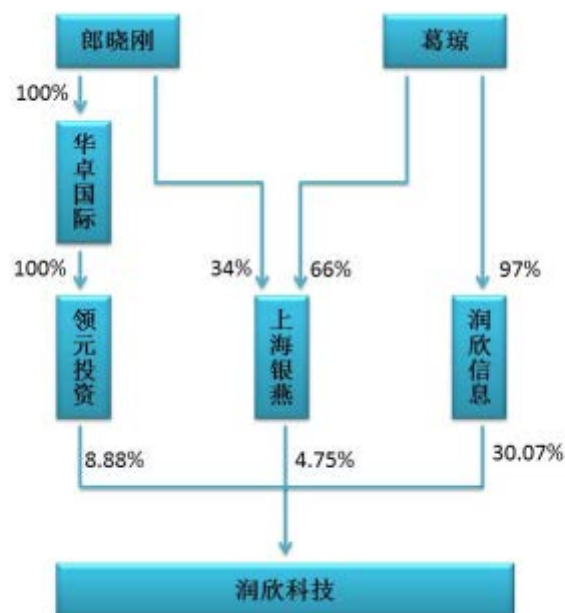 郎晓刚
葛琼
100%
华卓国际
100%
34%
66%
97%
领元投资
上海银燕
润欣信息
8.88%
4.75%
30.07%
润欣科技